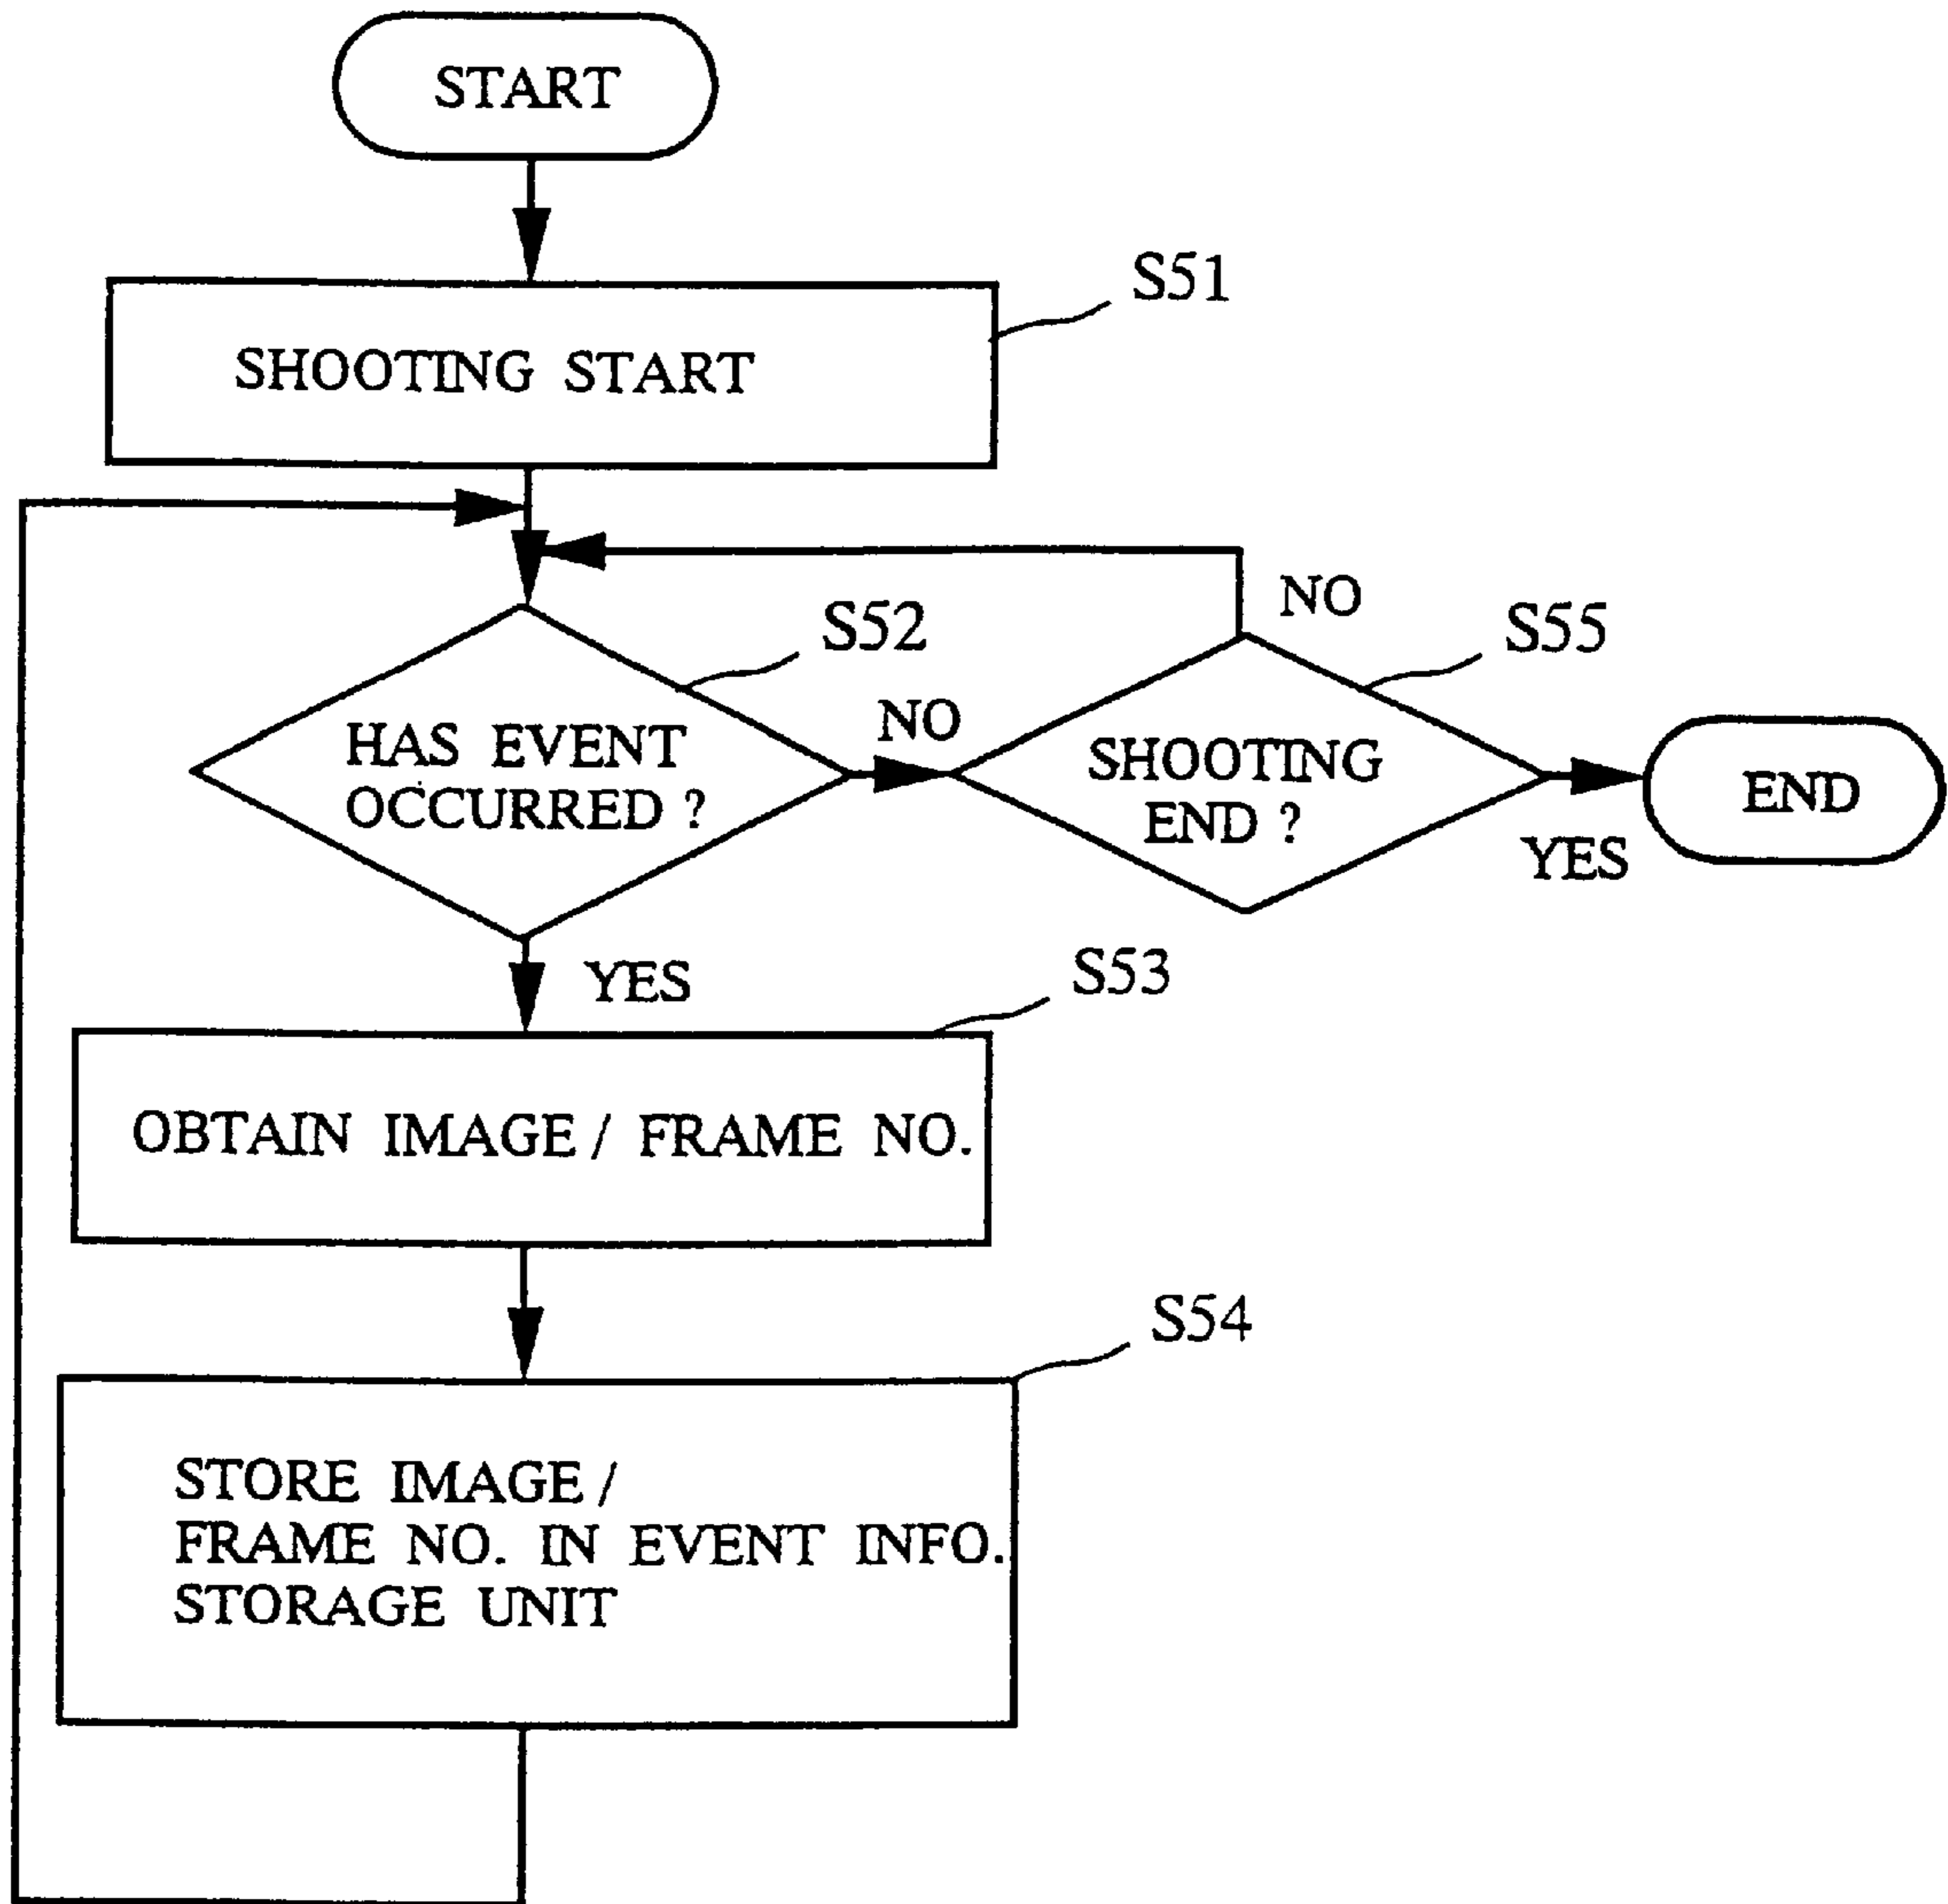 START
S51
SHOOTING START
NO
S52
S55
NO
HAS EVENT
OCCURRED ?
SHOOTING
END ?
END
YES
YES
S53
OBTAIN IMAGE / FRAME NO.
S54
STORE IMAGE /
FRAME NO. IN EVENT INFO.
STORAGE UNIT